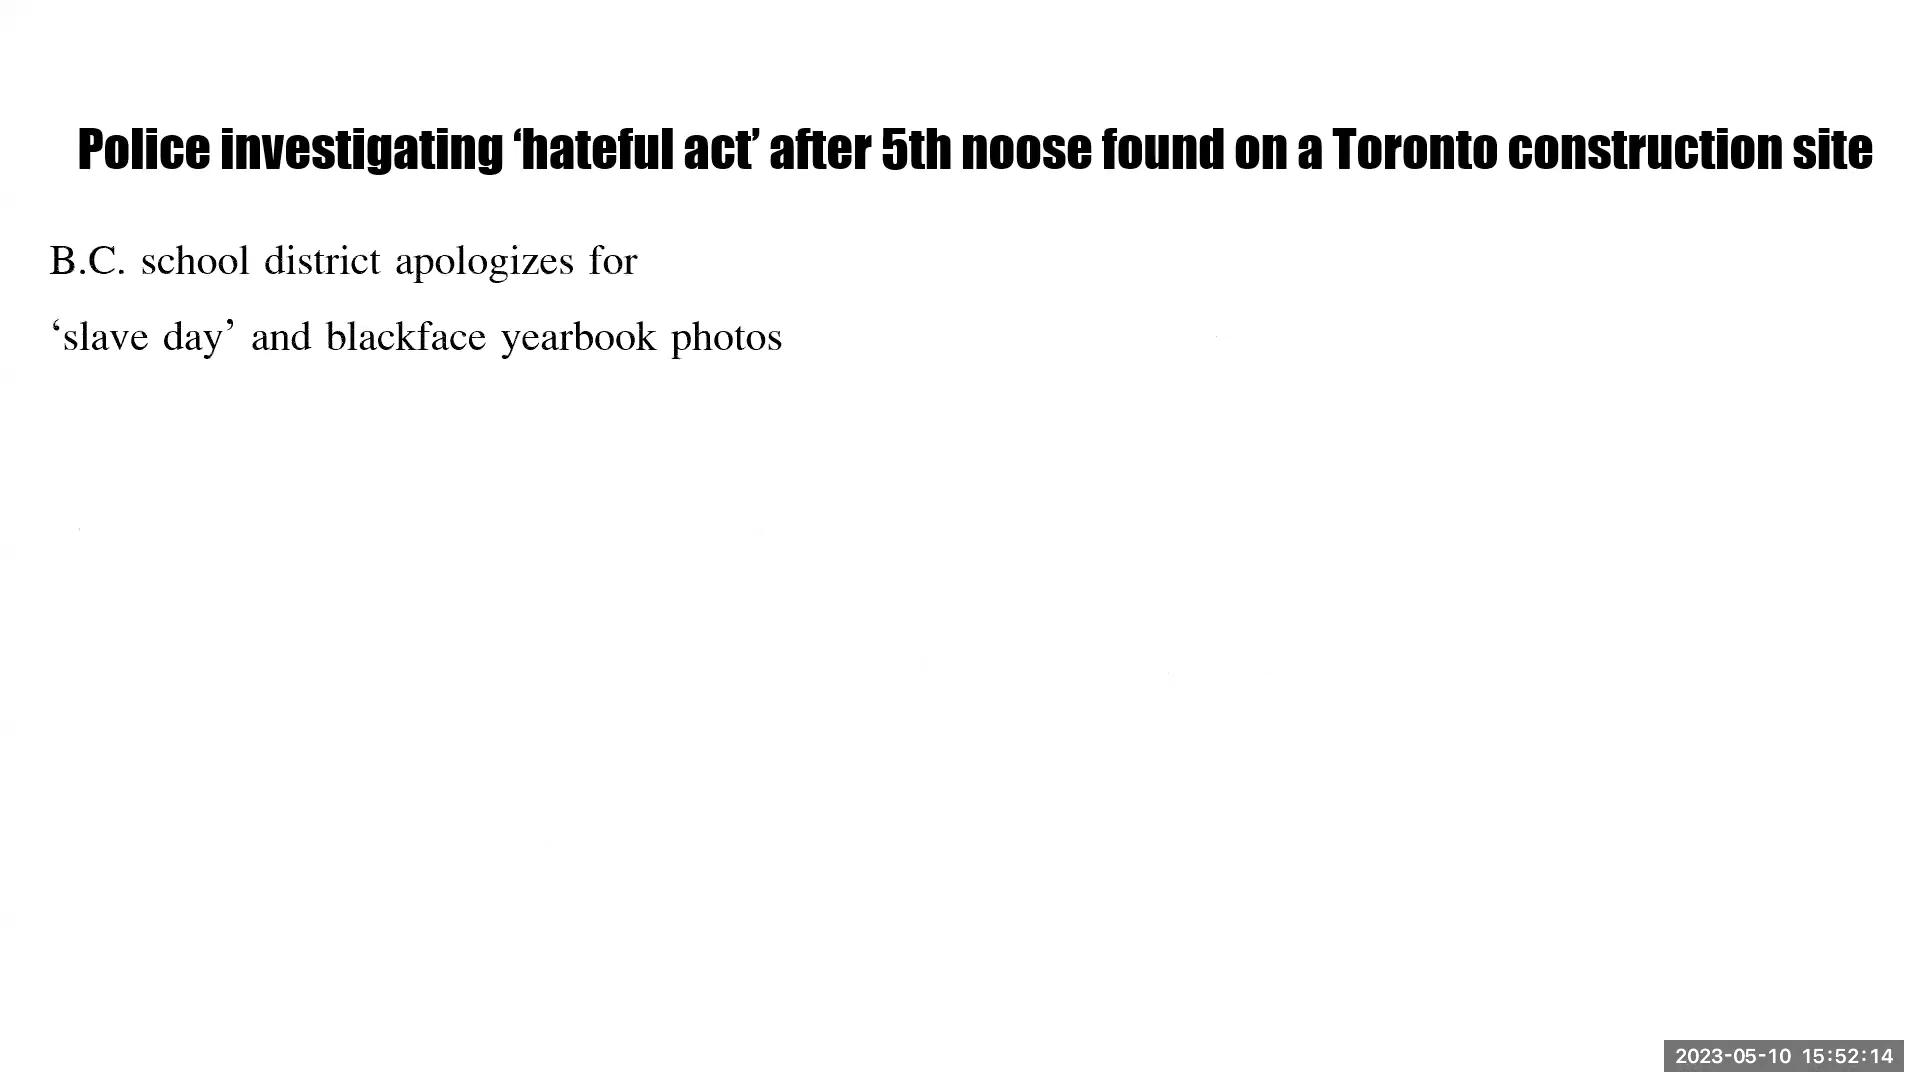 Police investigating ‘hateful act’ after 5th noose found on a Toronto construction site
B.C. school district apologizes for
‘slave day’ and blackface yearbook photos
2023-05-10 15:52:14